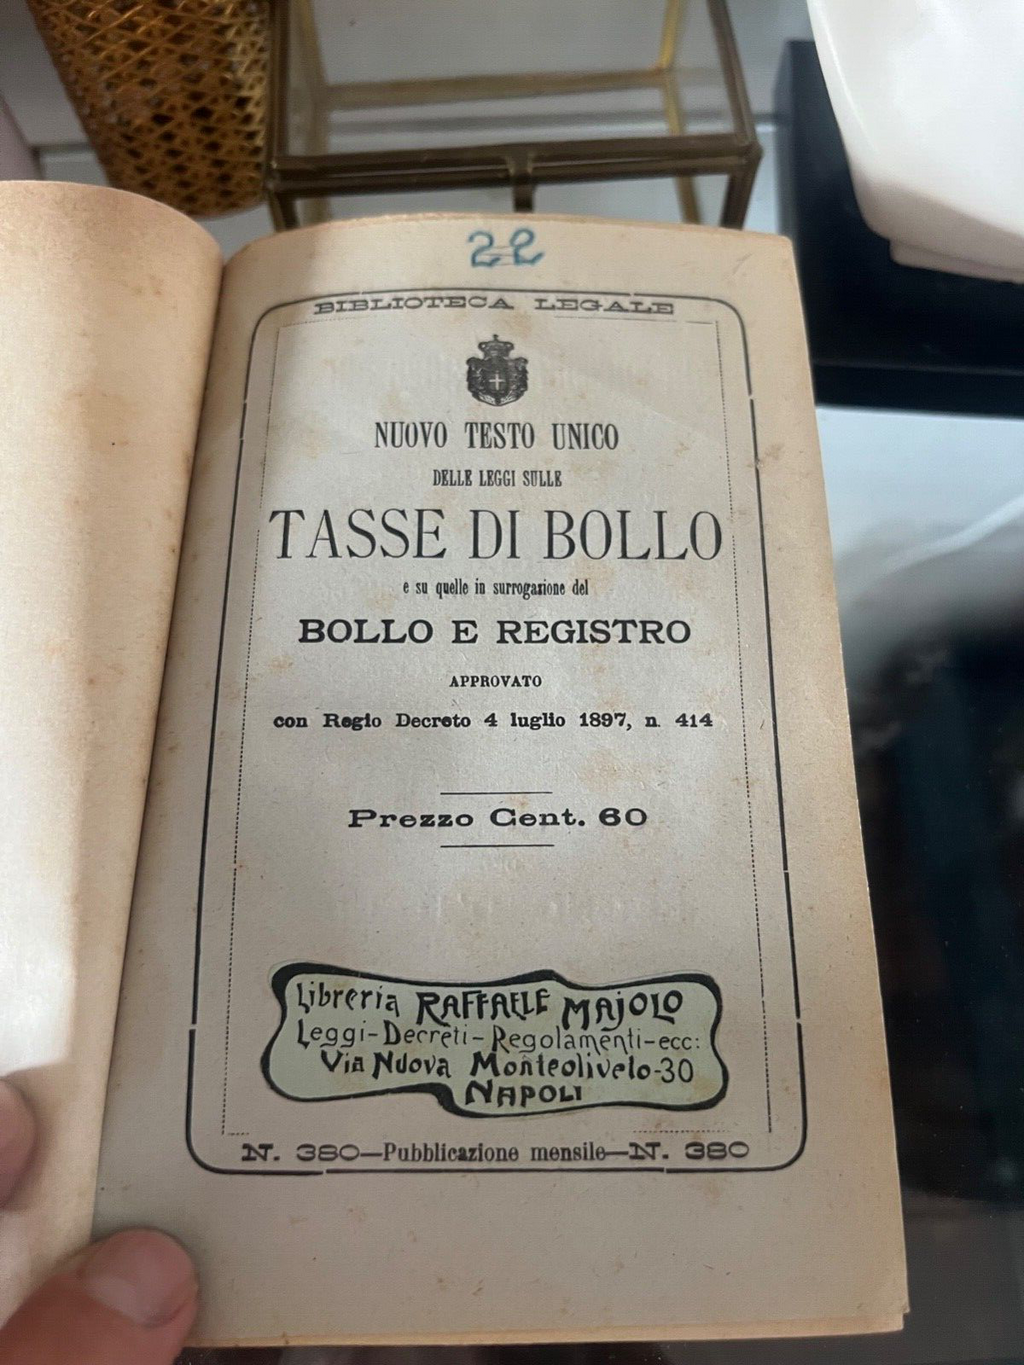 22
BIBLIOTECA LEGALE
NUOVO TESTO UNICO
DELLE LEGGI SULLE
TASSE DI BOLLO
e su quelle in surrogazione del
BOLLO E REGISTRO
APPROVATO
con Regio Decreto 4 luglio 1897, n. 414
Prezzo Cent. 60
Libreria RAFFAELE MAJOLO
Leggi-Decreti-Regolamenti-ecc:
Via Nuova Monteoliveto-30
NAPOLI
N. 380—Pubblicazione mensile—N. 380